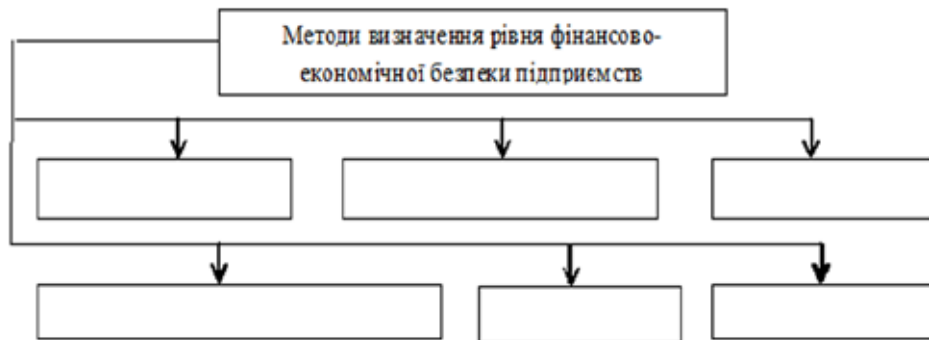 Методи визначення рівня фінансово-
економічної безпеки підприємств